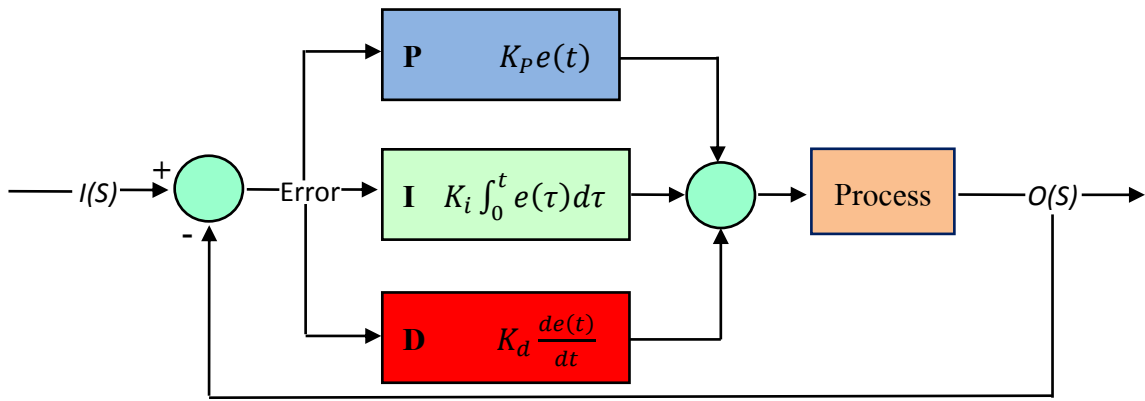 P K_P e(t)
I(S)
+
-
Error
I K_i ∫_0^t e(τ)dτ
Process
O(S)
D K_d de(t)/dt